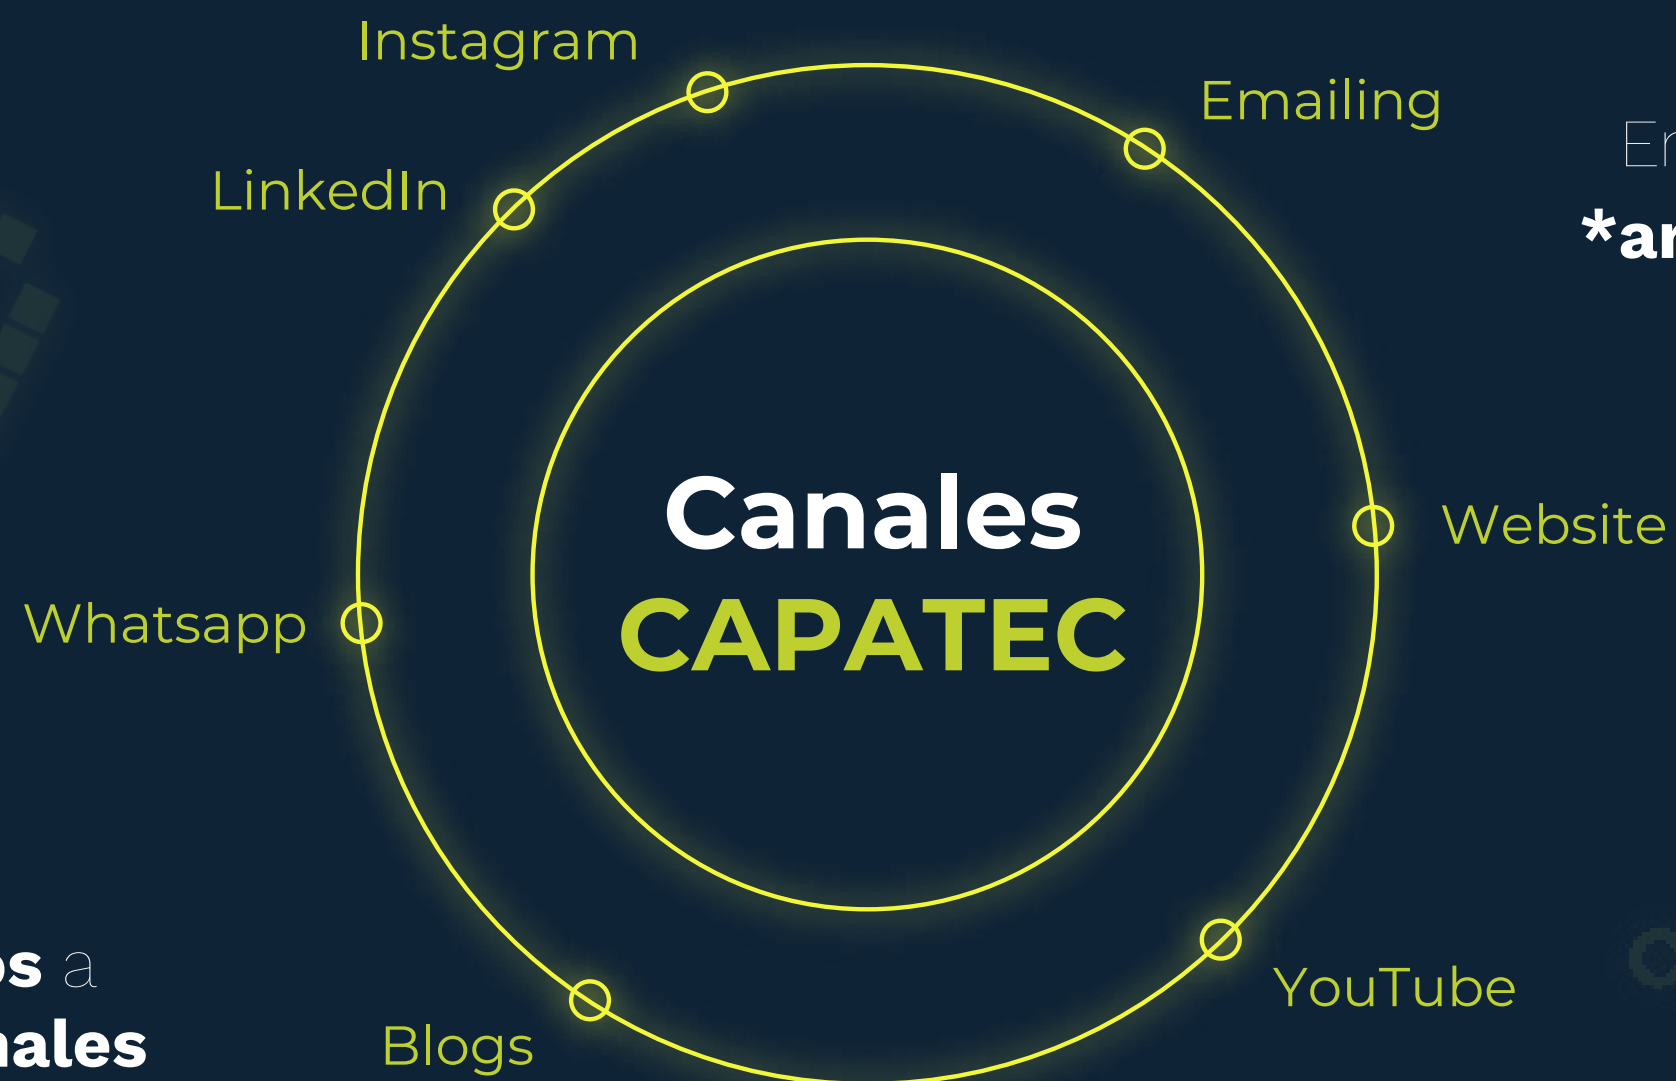 Instagram
Emailing
LinkedIn
Canales
CAPATEC
Website
Whatsapp
a
YouTube
Blogs